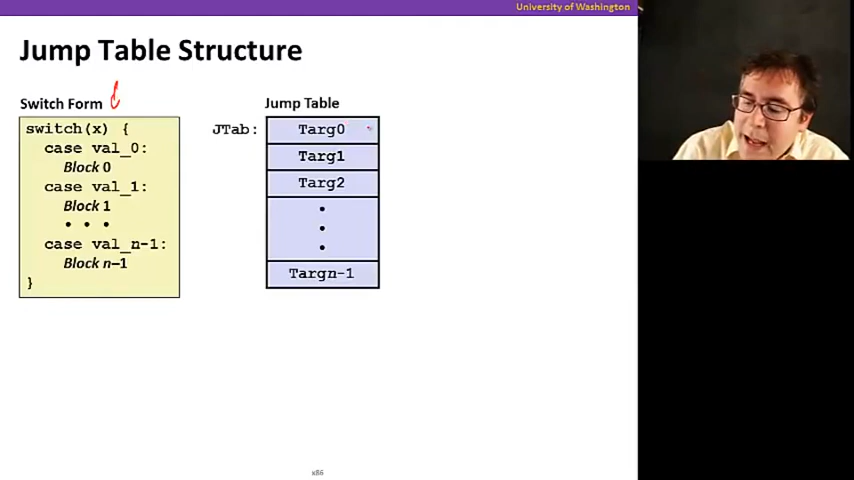 University of Washington
Jump Table Structure
Switch Form C
Jump Table
switch(x) {
case val_0:
Block 0
case val_1:
Block 1
• • •
case val_n-1:
Block n–1
}
JTab:
Targ0
Targ1
Targ2
•
•
•
Targn-1
x86